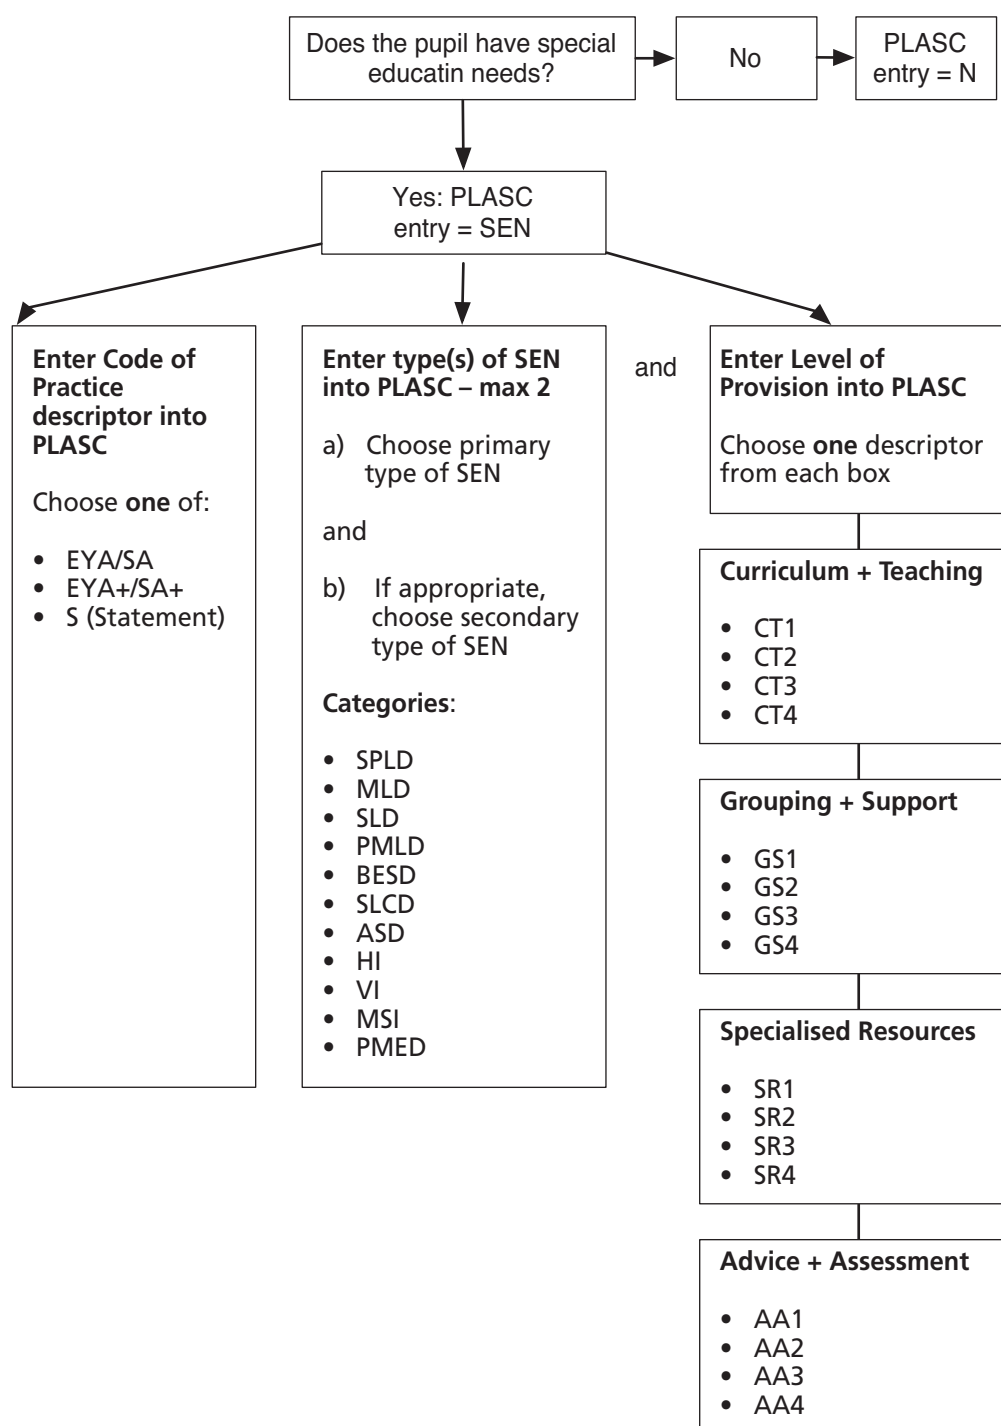 Does the pupil have special
educatin needs?
No
PLASC
entry = N
Yes: PLASC
entry = SEN
Enter Code of
Practice
descriptor into
PLASC
Choose one of:
• EYA/SA
• EYA+/SA+
• S (Statement)
Enter type(s) of SEN
into PLASC – max 2
a) Choose primary
type of SEN
and
b) If appropriate,
choose secondary
type of SEN
Categories:
• SPLD
• MLD
• SLD
• PMLD
• BESD
• SLCD
• ASD
• HI
• VI
• MSI
• PMED
and
Enter Level of
Provision into PLASC
Choose one descriptor
from each box
Curriculum + Teaching
• CT1
• CT2
• CT3
• CT4
Grouping + Support
• GS1
• GS2
• GS3
• GS4
Specialised Resources
• SR1
• SR2
• SR3
• SR4
Advice + Assessment
• AA1
• AA2
• AA3
• AA4